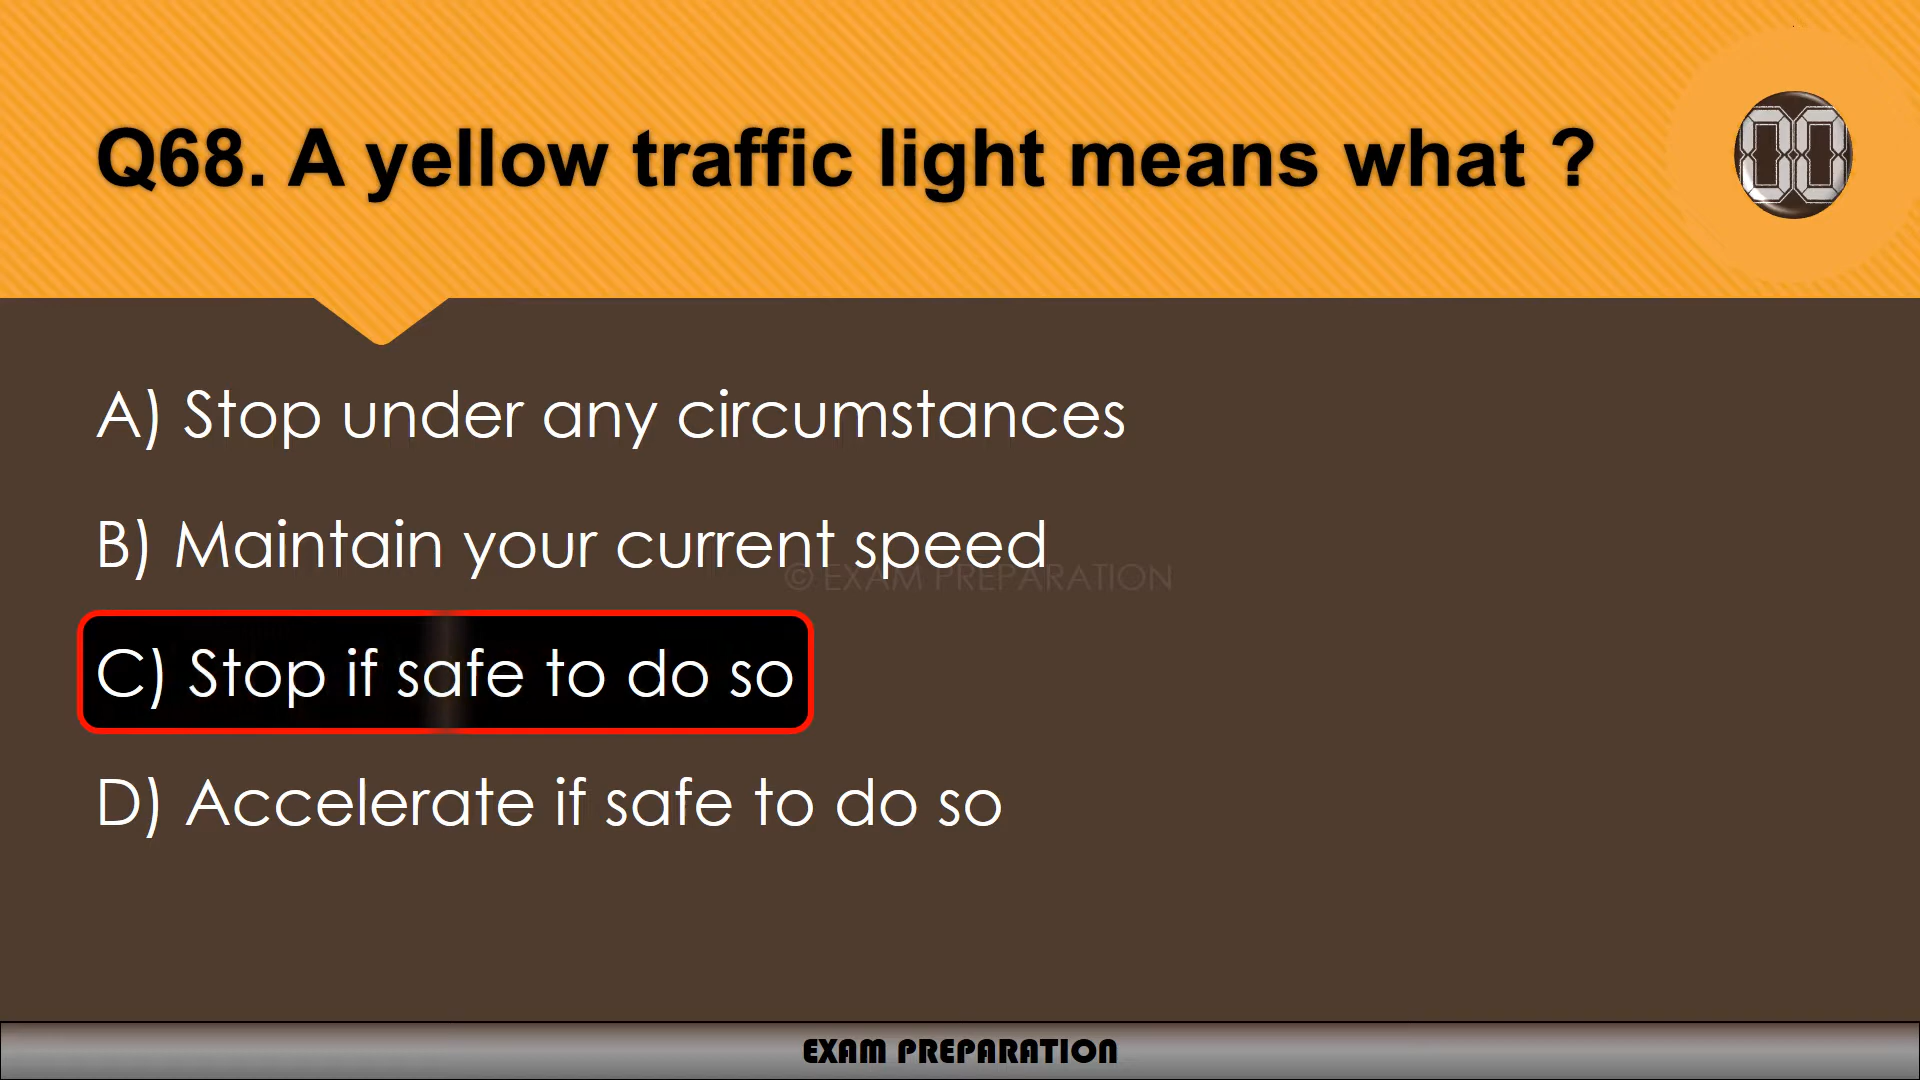 Q68. A yellow traffic light means what ?
00
A) Stop under any circumstances
B) Maintain your current speed
© EXAM PREPARATION
C) Stop if safe to do so
D) Accelerate if safe to do so
EXAM PREPARATION